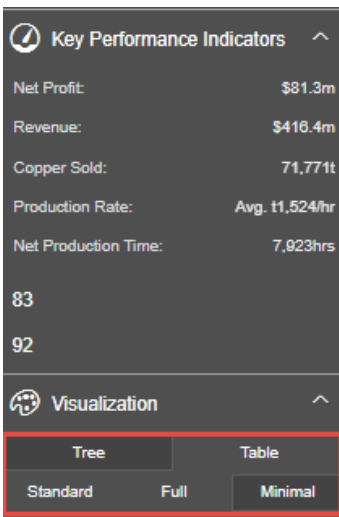 Key Performance Indicators
Net Profit: $81.3m
Revenue: $416.4m
Copper Sold: 71,771t
Production Rate: Avg. t1,524/hr
Net Production Time: 7,923hrs
83
92
Visualization
Tree Table
Standard Full Minimal